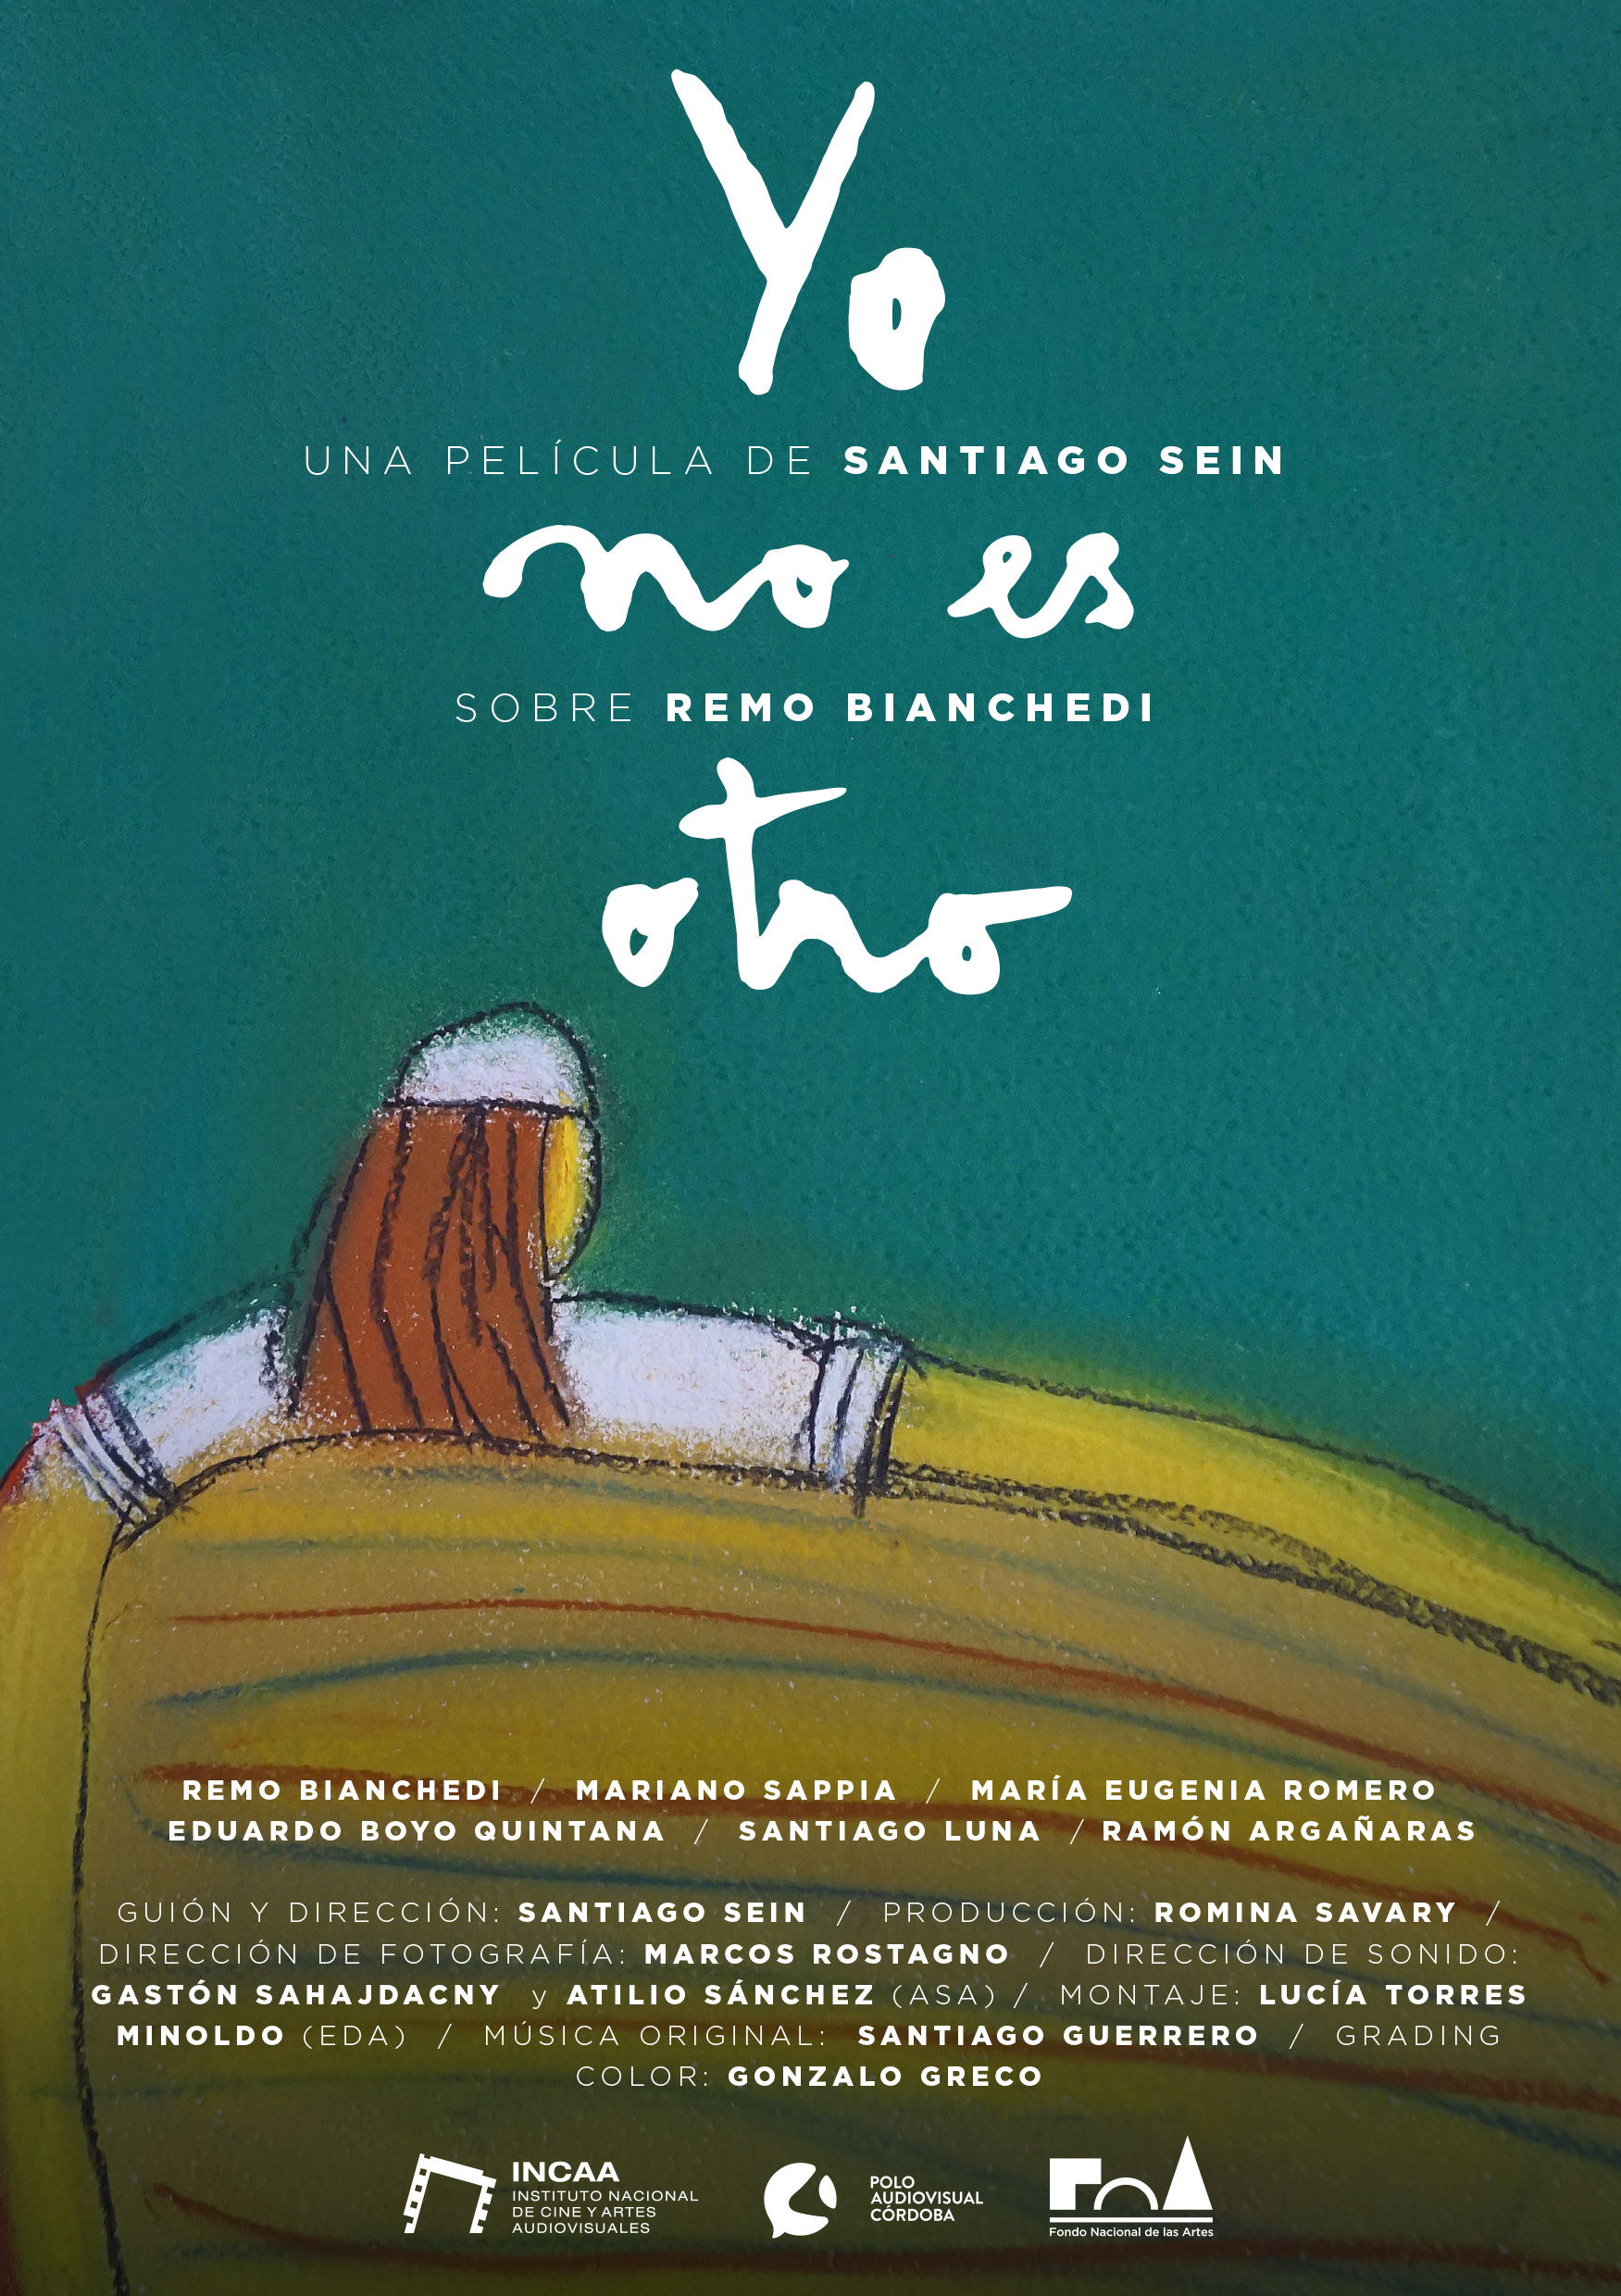 Yo
UNA PELÍCULA DE SANTIAGO SEIN
no es
SOBRE REMO BIANCHEDI
otro
REMO BIANCHEDI / MARIANO SAPPIA / MARÍA EUGENIA ROMERO
EDUARDO BOYO QUINTANA / SANTIAGO LUNA / RAMÓN ARGAÑARAS
GUIÓN Y DIRECCIÓN: SANTIAGO SEIN / PRODUCCIÓN: ROMINA SAVARY /
DIRECCIÓN DE FOTOGRAFÍA: MARCOS ROSTAGNO / DIRECCIÓN DE SONIDO:
GASTÓN SAHAJDACNY y ATILIO SÁNCHEZ (ASA) / MONTAJE: LUCÍA TORRES
MINOLDO (EDA) / MÚSICA ORIGINAL: SANTIAGO GUERRERO / GRADING
COLOR: GONZALO GRECO
INCAA
INSTITUTO NACIONAL
DE CINE Y ARTES
AUDIOVISUALES
POLO
AUDIOVISUAL
CÓRDOBA
FNA
Fondo Nacional de las Artes